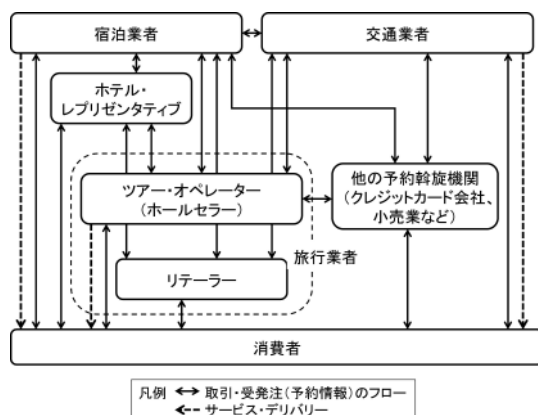 宿泊業者
交通業者
ホテル・
レプリゼンタティブ
ツアー・オペレーター
(ホールセラー)
他の予約斡旋機関
(クレジットカード会社、
小売業など)
旅行業者
リテーラー
消費者
凡例 取引・受発注(予約情報)のフロー
サービス・デリバリー